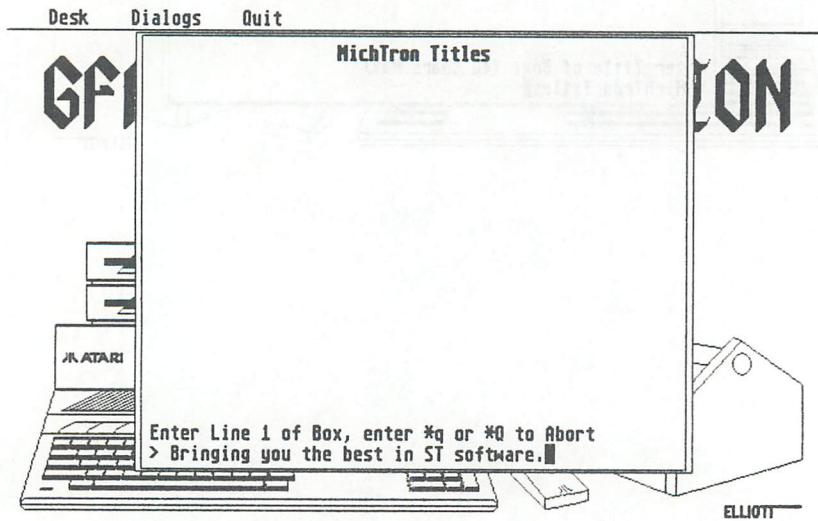 Desk Dialogs Quit
MichTron Titles
GF
ON
ATARI
Enter Line 1 of Box, enter *q or *Q to Abort
> Bringing you the best in ST software.
ELLIOTT